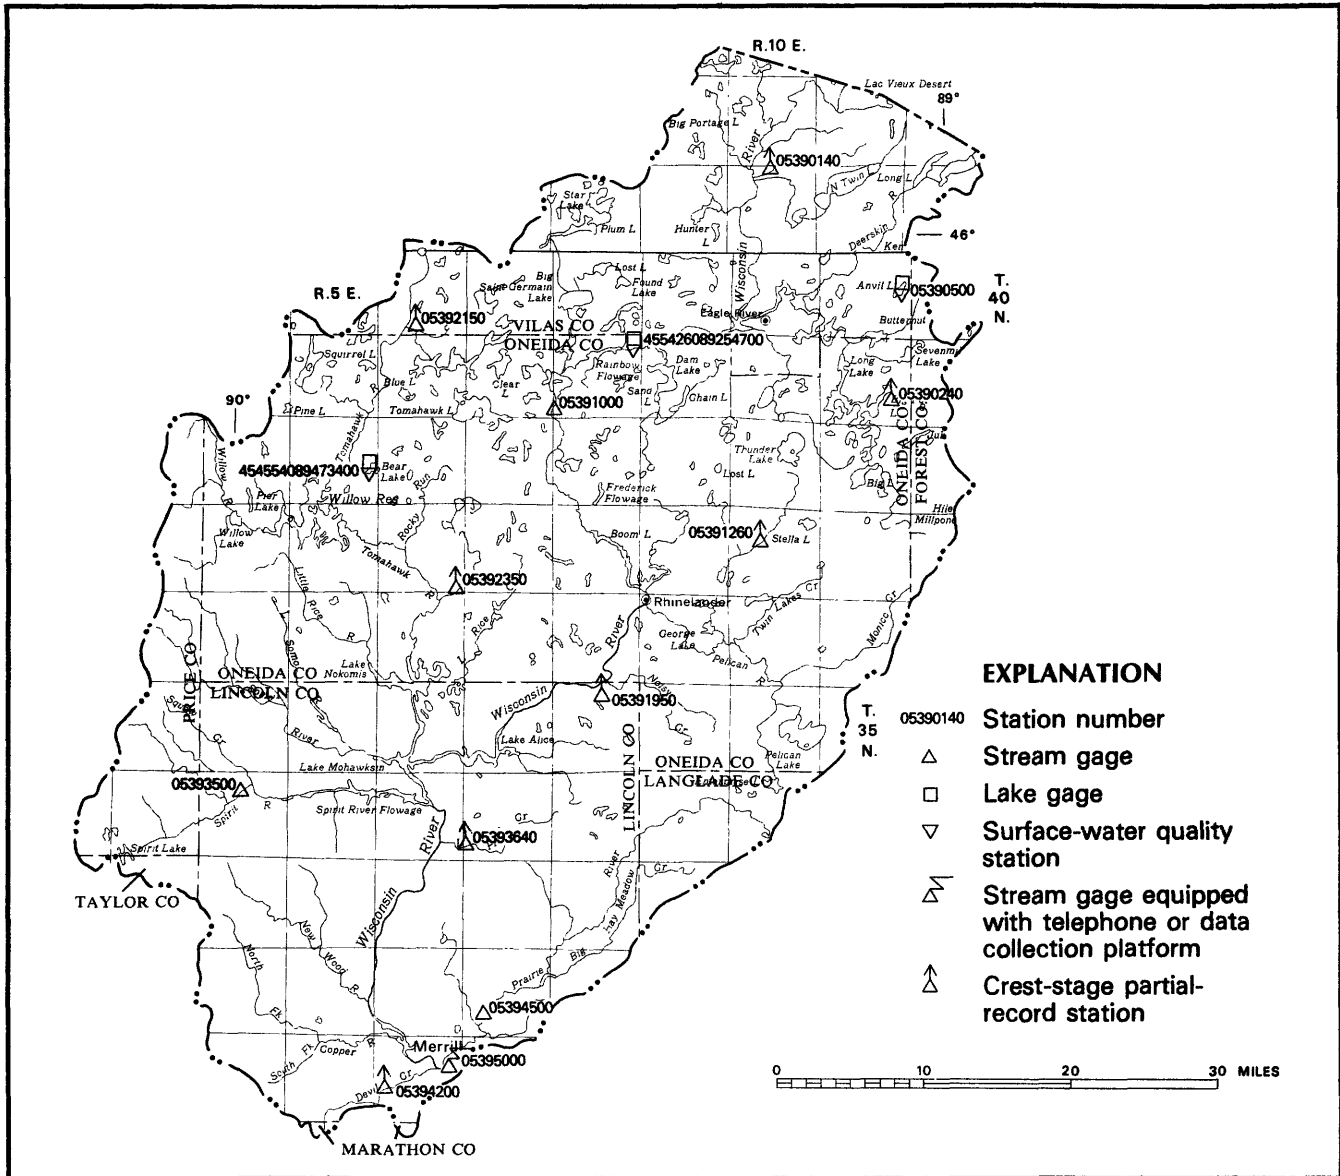 R.10 E.
Lac Vieux Desert
89°
Big Portage L
River
05390140
N Twin
Long L
R
Star
Lake
Plum L
Hunter
L
Deerskin
46°
Wisconsin
Lost L
Big
Saint Germain
Lake
Found
Lake
Anvil L
05390500
T.
40
N.
R.5 E.
05392150
VILAS CO
ONEIDA CO
Eagle River
Butternut
455426089254700
Squirrel L
Rainbow
Flowage
Dam
Lake
Long
Lake
Lake
Blue L
Clear
L
Sand
L
Chain L
05390240
L
90°
Pine L
R
Tomahawk
Tomahawk L
05391000
ONEIDA CO
FOREST CO
Thunder
Lake
Willow
R
454554089473400
Bear
Lake
Run
Lost L
Big L
Pier
Lake
Willow Res
Rocky
Frederick
Flowage
Millpond
Willow
Lake
Boom L
05391260
Stella L
Tomahawk
R
05392350
Little
Rice
R
Rhinelander
Twin Lakes
Cr
Monico Cr
Somo
R
Rice
L
River
George
Lake
Pelican
R
PRICE CO
ONEIDA CO
LINCOLN CO
Lake
Nokomis
Wisconsin
05391950
Noisy
Cr
T.
35
N.
Squaw
Cr
River
Lake Alice
LINCOLN CO
ONEIDA CO
LANGLADE CO
Pelican
Lake
Lake Mohawksin
05393500
Spirit
R
Spirit River Flowage
River
Cr
05393640
Spirit Lake
TAYLOR CO
River
Hay Meadow
Cr
Wisconsin
New
Wood
R
North
Fk
Prairie
Big
05394500
South
Fk
Copper
R
Merrill
05395000
Devil
Cr
05394200
MARATHON CO
EXPLANATION
05390140 Station number
Stream gage
Lake gage
Surface-water quality
station
Stream gage equipped
with telephone or data
collection platform
Crest-stage partial-
record station
0 10 20 30 MILES